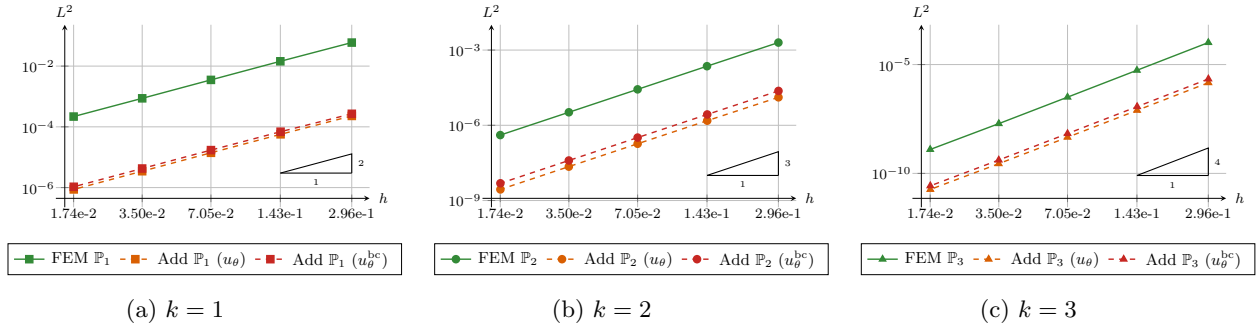 L²
10⁻²
10⁻⁴
10⁻⁶
2
1
h
1.74e-2 3.50e-2 7.05e-2 1.43e-1 2.96e-1
FEM ℙ₁ Add ℙ₁ (u_θ) Add ℙ₁ (u_θ^bc)
(a) k = 1
L²
10⁻³
10⁻⁶
10⁻⁹
3
1
h
1.74e-2 3.50e-2 7.05e-2 1.43e-1 2.96e-1
FEM ℙ₂ Add ℙ₂ (u_θ) Add ℙ₂ (u_θ^bc)
(b) k = 2
L²
10⁻⁵
10⁻¹⁰
4
1
h
1.74e-2 3.50e-2 7.05e-2 1.43e-1 2.96e-1
FEM ℙ₃ Add ℙ₃ (u_θ) Add ℙ₃ (u_θ^bc)
(c) k = 3